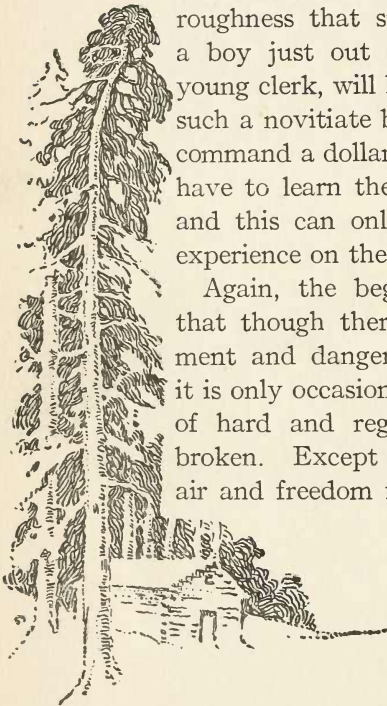 roughness that s
a boy just out
young clerk, will
such a novitiate b
command a dollar
have to learn the
and this can onl
experience on the
Again, the beg
that though ther
ment and danger
it is only occasion
of hard and reg
broken. Except
air and freedom